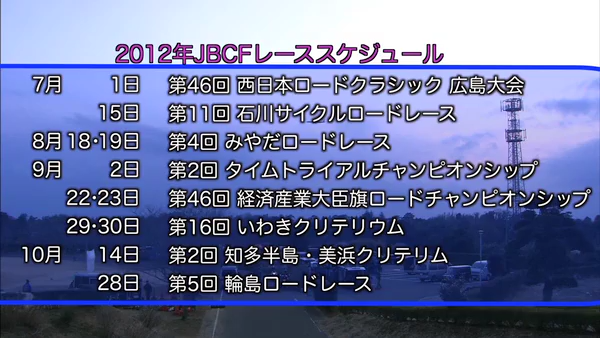 2012年JBCFレーススケジュール
7月 1日 第46回 西日本ロードクラシック 広島大会
15日 第11回 石川サイクルロードレース
8月18・19日 第4回 みやだロードレース
9月 2日 第2回 タイムトライアルチャンピオンシップ
22・23日 第46回 経済産業大臣旗ロードチャンピオンシップ
29・30日 第16回 いわきクリテリウム
10月 14日 第2回 知多半島・美浜クリテリム
28日 第5回 輪島ロードレース